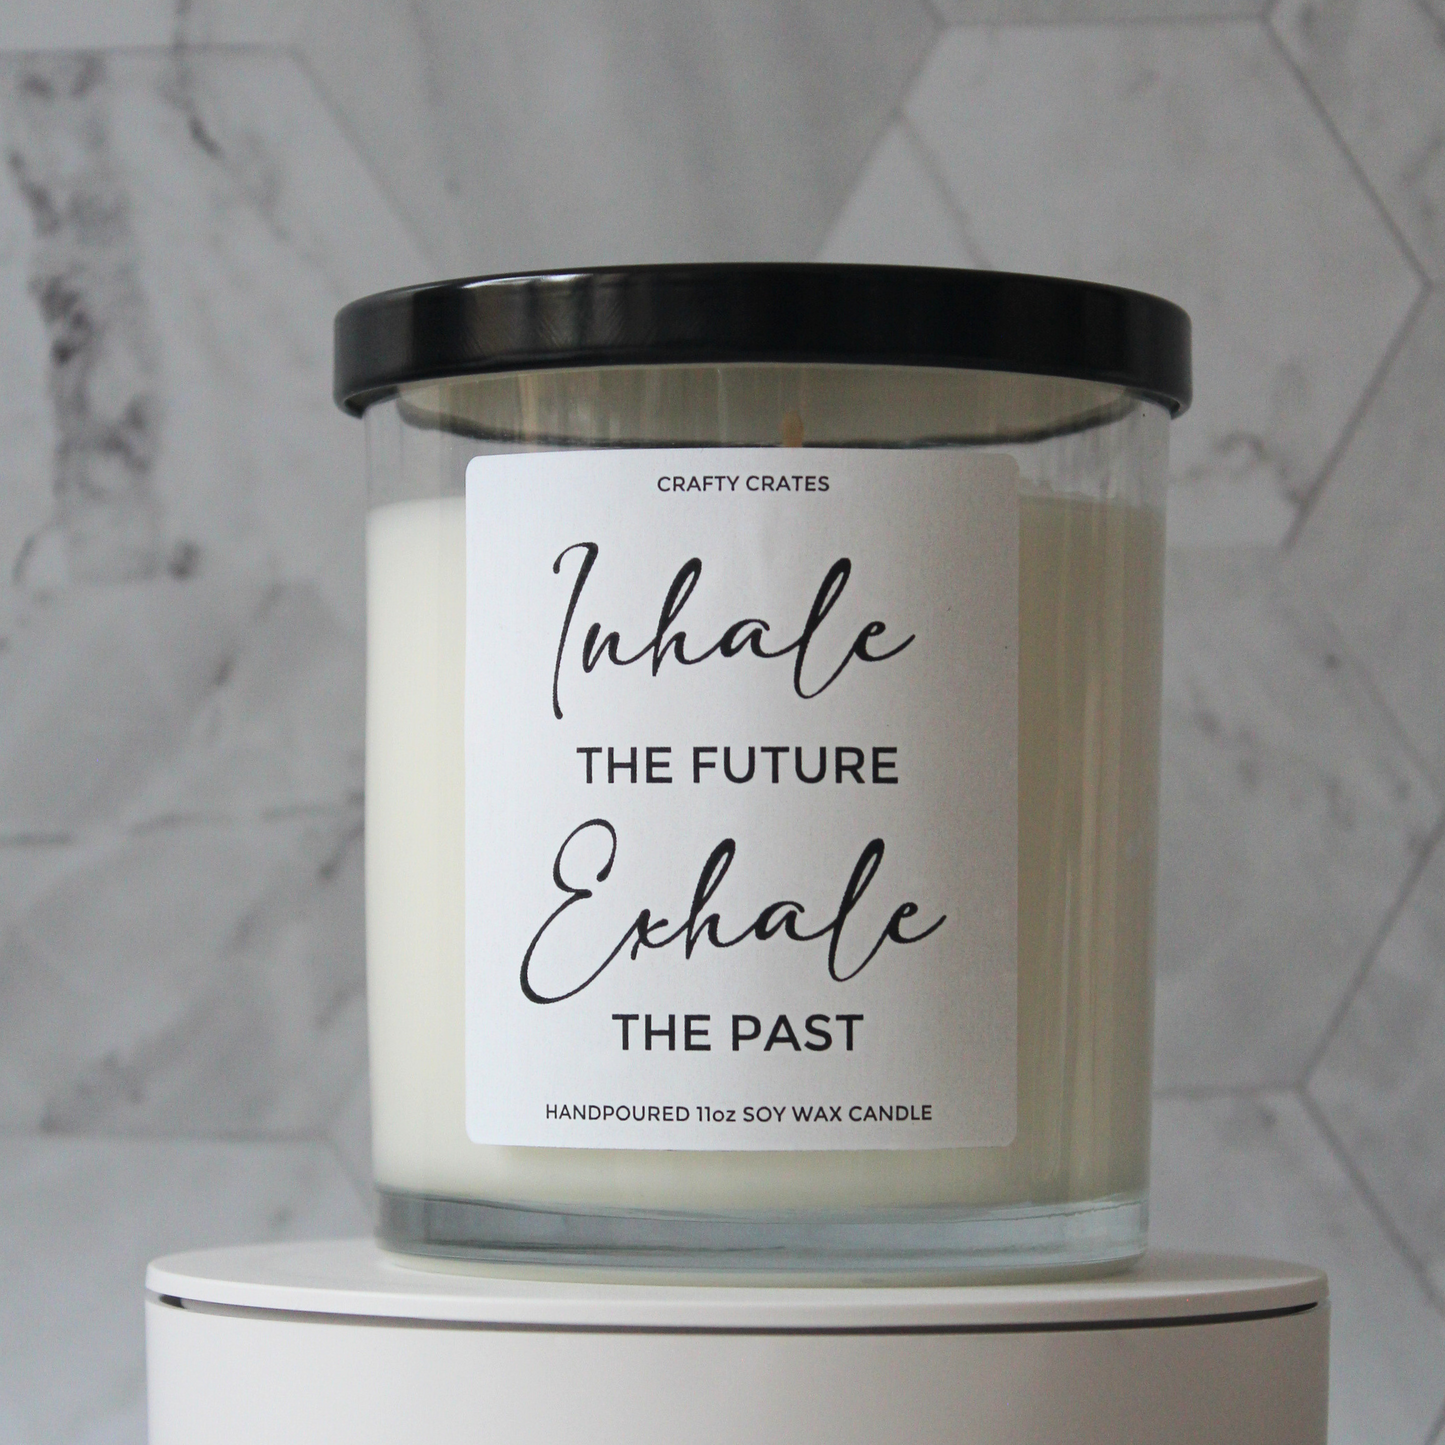 CRAFTY CRATES
Inhale
THE FUTURE
Exhale
THE PAST
HANDPOURED 11oz SOY WAX CANDLE